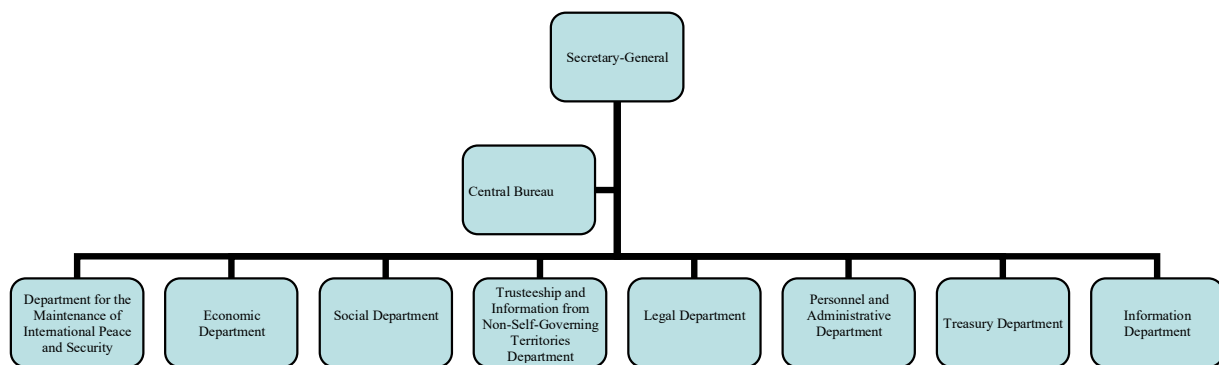 Secretary-General
Central Bureau
Department for the
Maintenance of
International Peace
and Security
Economic
Department
Social Department
Trusteeship and
Information from
Non-Self-Governing
Territories
Department
Legal Department
Personnel and
Administrative
Department
Treasury Department
Information
Department